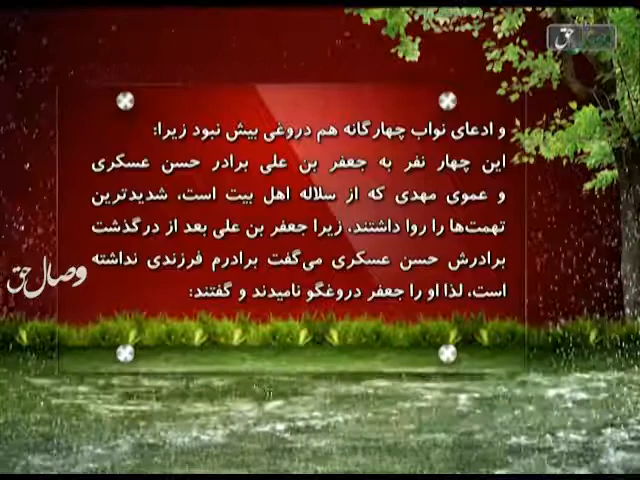 وصال حق
و ادعای نواب چهارگانه هم دروغی بیش نبود زیرا:
این چهار نفر به جعفر بن علی برادر حسن عسکری
و عموی مهدی که از سلاله اهل بیت است، شدیدترین
تهمت‌ها را روا داشتند، زیرا جعفر بن علی بعد از درگذشت
برادرش حسن عسکری می‌گفت برادرم فرزندی نداشته
است، لذا او را جعفر دروغگو نامیدند و گفتند:
وصال حق